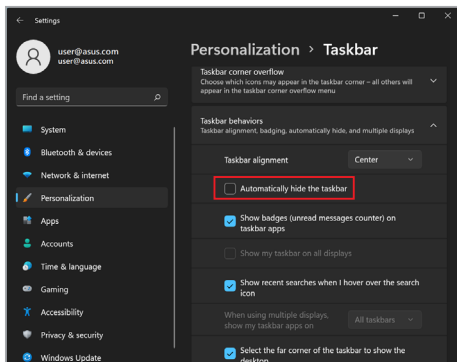 Settings
user@asus.com
user@asus.com
Find a setting
System
Bluetooth & devices
Network & internet
Personalization
Apps
Accounts
Time & language
Gaming
Accessibility
Privacy & security
Windows Update
Personalization > Taskbar
Taskbar corner overflow
Choose which icons may appear in the taskbar corner – all others will
appear in the taskbar corner overflow menu
Taskbar behaviors
Taskbar alignment, badging, automatically hide, and multiple displays
Taskbar alignment
Center
Automatically hide the taskbar
Show badges (unread messages counter) on
taskbar apps
Show my taskbar on all displays
Show recent searches when I hover over the search
icon
When using multiple displays,
show my taskbar apps on
All taskbars
Select the far corner of the taskbar to show the
desktop